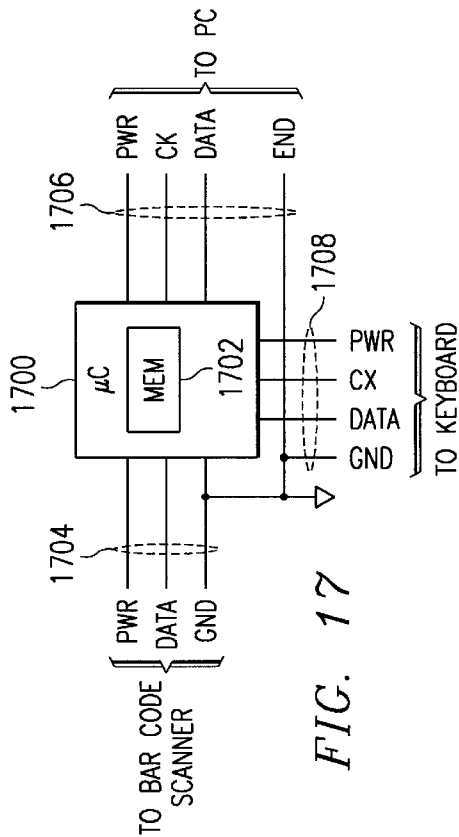 1700
1706
1704
µC
MEM
1702
PWR
DATA
GND
TO BAR CODE
SCANNER
PWR
CK
DATA
END
TO PC
1708
PWR
CX
DATA
GND
TO KEYBOARD
FIG. 17